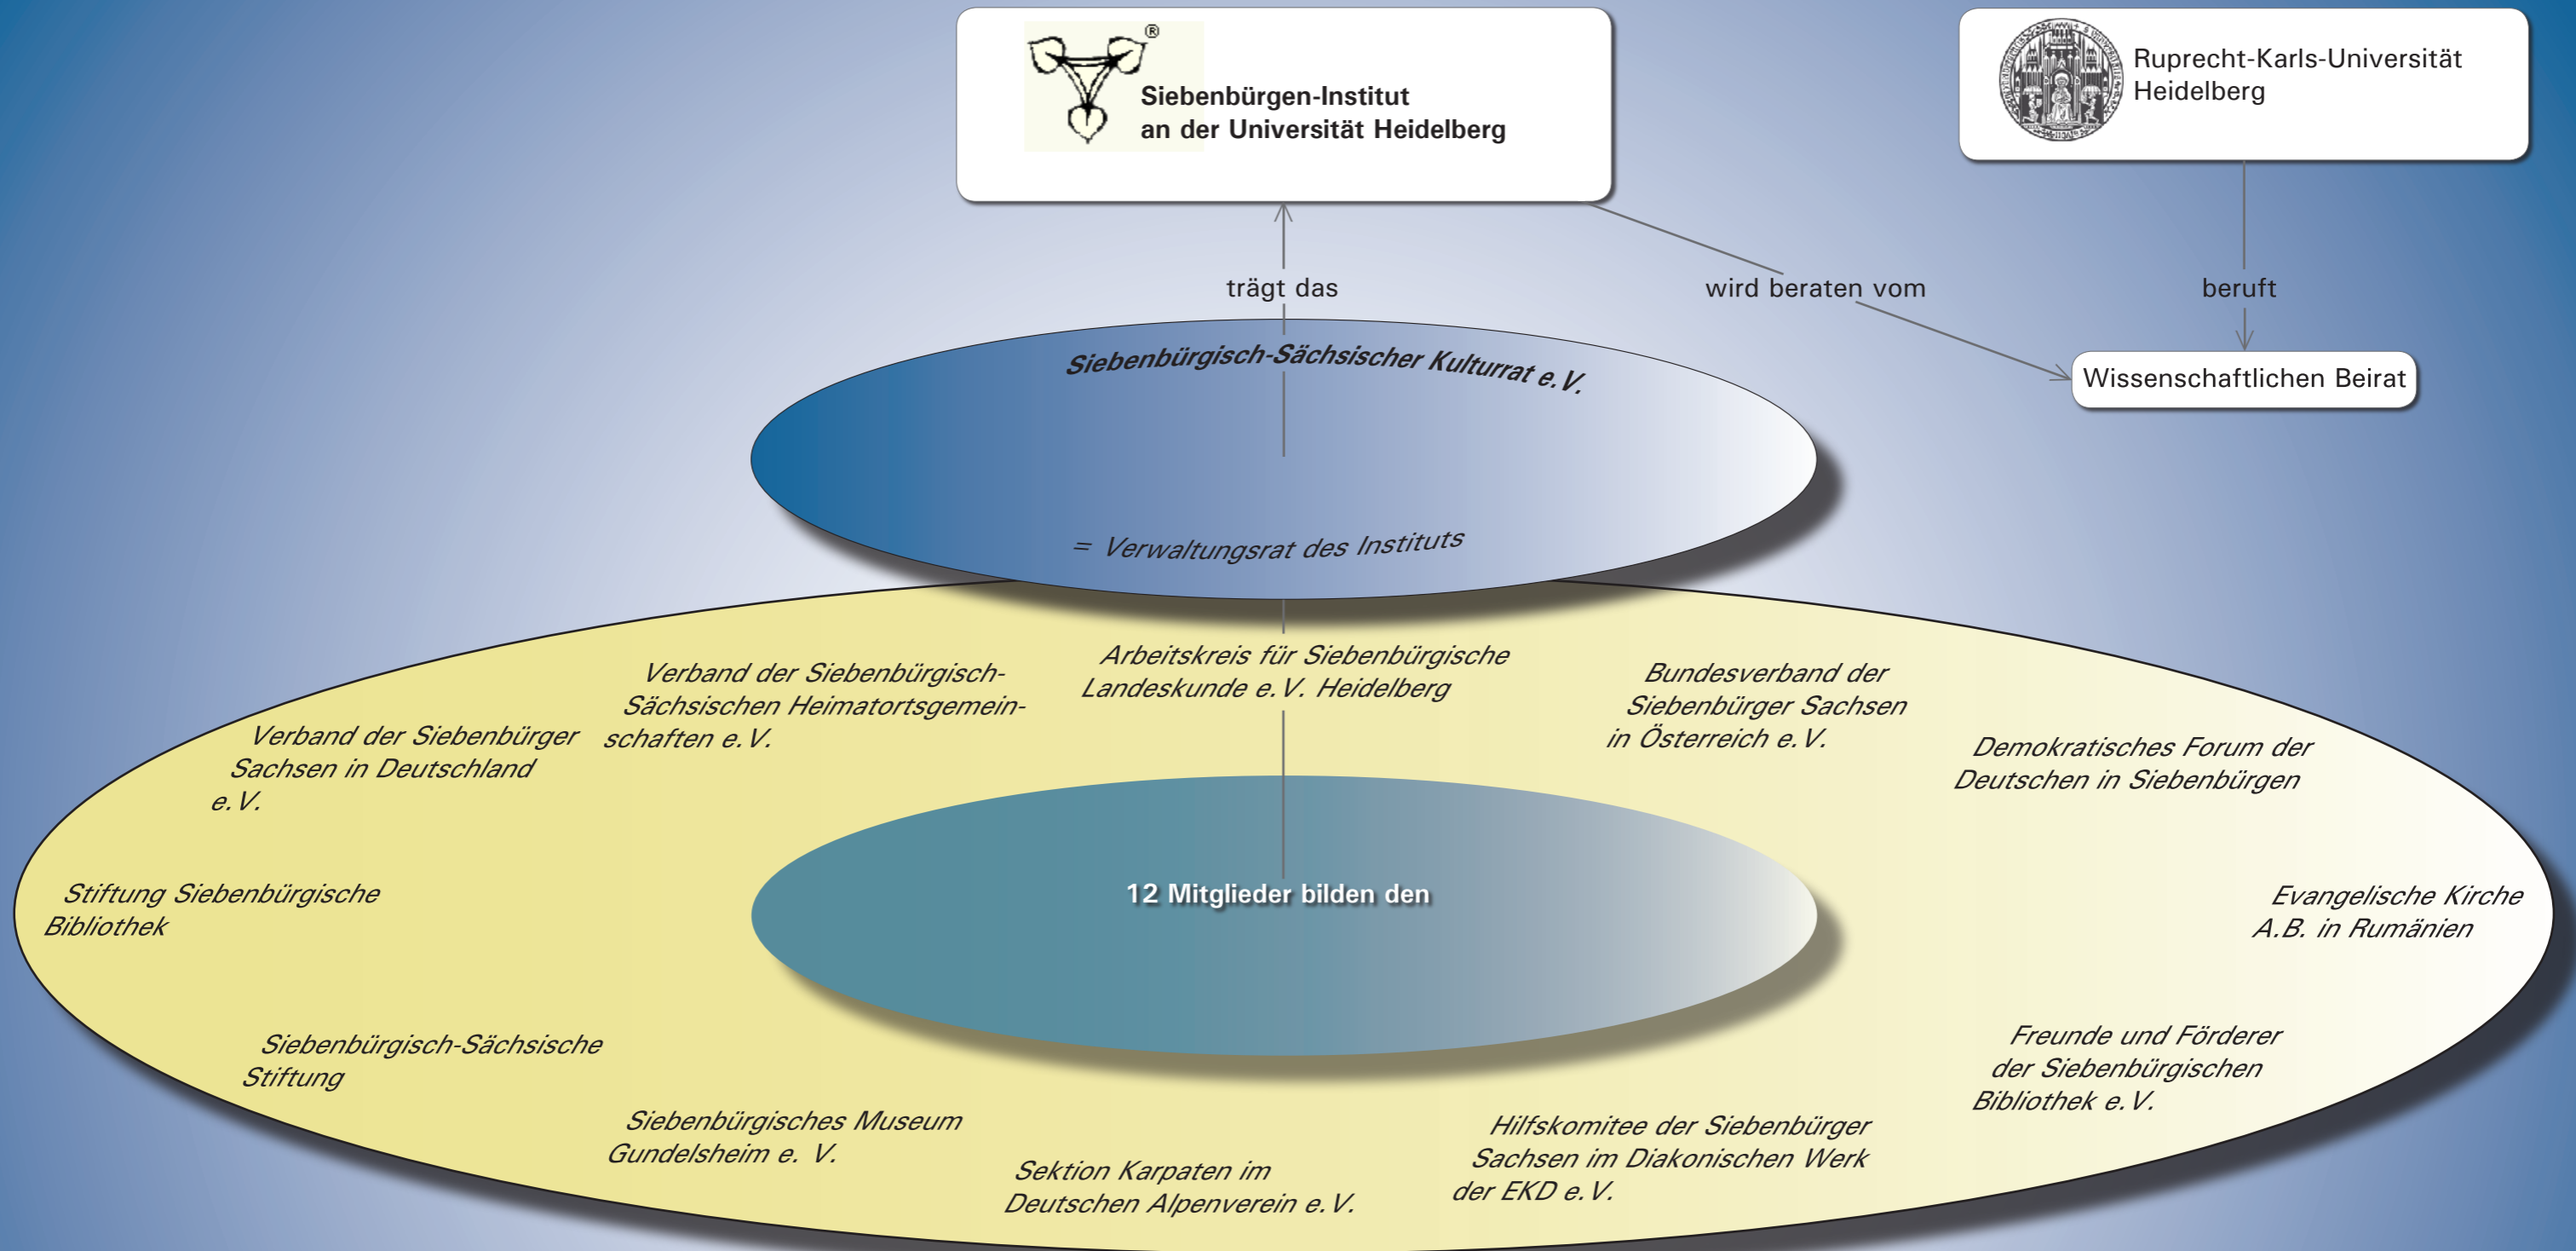 ®
Siebenbürgen-Institut
an der Universität Heidelberg
Ruprecht-Karls-Universität
Heidelberg
trägt das
wird beraten vom
beruft
Siebenbürgisch-Sächsischer Kulturrat e.V.
Wissenschaftlichen Beirat
= Verwaltungsrat des Instituts
Arbeitskreis für Siebenbürgische
Landeskunde e.V. Heidelberg
Bundesverband der
Siebenbürger Sachsen
in Österreich e.V.
Demokratisches Forum der
Deutschen in Siebenbürgen
Evangelische Kirche
A.B. in Rumänien
Freunde und Förderer
der Siebenbürgischen
Bibliothek e.V.
Hilfskomitee der Siebenbürger
Sachsen im Diakonischen Werk
der EKD e.V.
Sektion Karpaten im
Deutschen Alpenverein e.V.
Siebenbürgisches Museum
Gundelsheim e. V.
Siebenbürgisch-Sächsische
Stiftung
Stiftung Siebenbürgische
Bibliothek
Verband der Siebenbürger
Sachsen in Deutschland
e.V.
Verband der Siebenbürgisch-
Sächsischen Heimatortsgemein-
schaften e.V.
12 Mitglieder bilden den